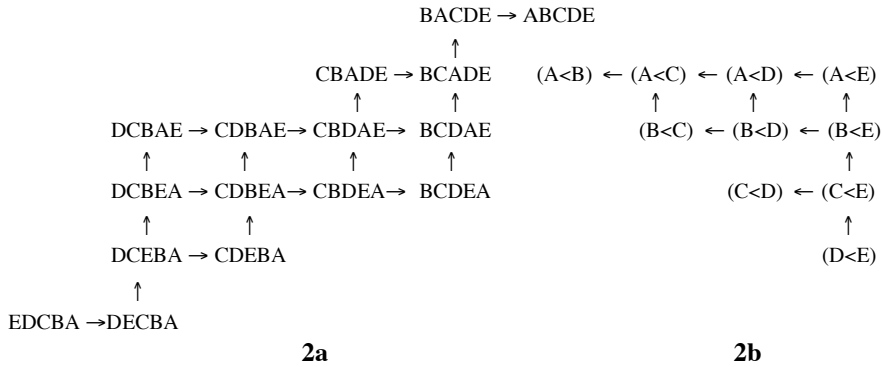 BACDE → ABCDE
CBADE → BCADE (A<B) ← (A<C) ← (A<D) ← (A<E)
DCBAE → CDBAE → CBDAE → BCDAE (B<C) ← (B<D) ← (B<E)
DCBEA → CDBEA → CBDEA → BCDEA (C<D) ← (C<E)
DCEBA → CDEBA (D<E)
EDCBA → DECBA
2a 2b